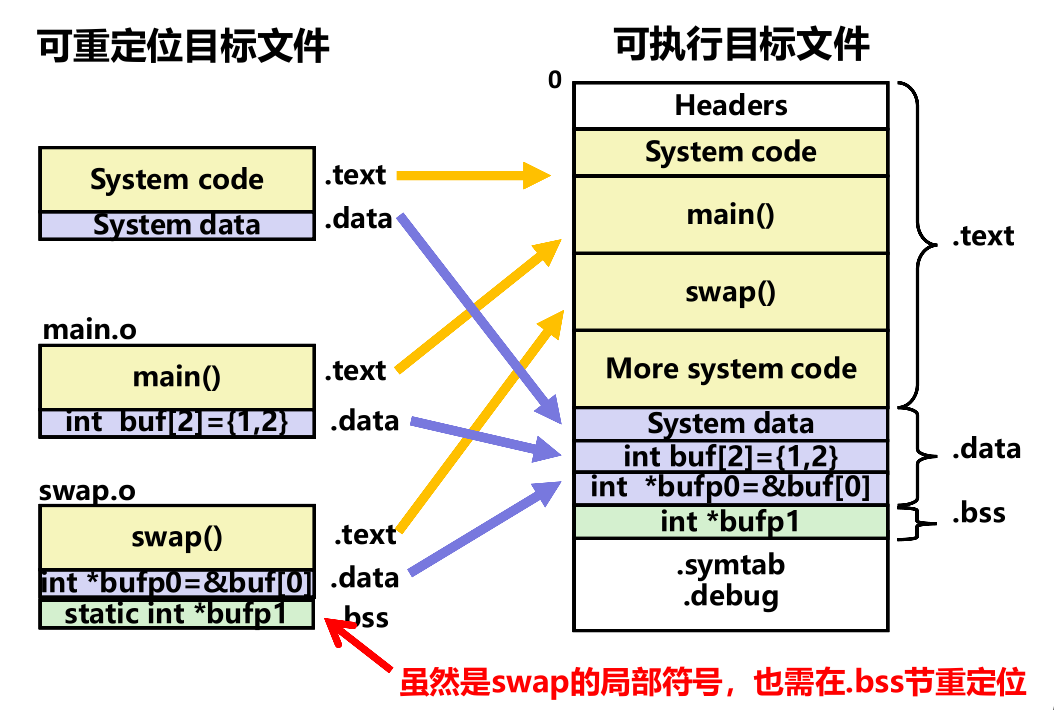 可重定位目标文件
System code
.text
System data
.data
main.o
main()
.text
int buf[2]={1,2}
.data
swap.o
swap()
.text
int *bufp0=&buf[0]
.data
static int *bufp1
.bss
可执行目标文件
0
Headers
System code
main()
swap()
More system code
.text
System data
int buf[2]={1,2}
int *bufp0=&buf[0]
.data
int *bufp1
.bss
.symtab
.debug
虽然是swap的局部符号，也需在.bss节重定位